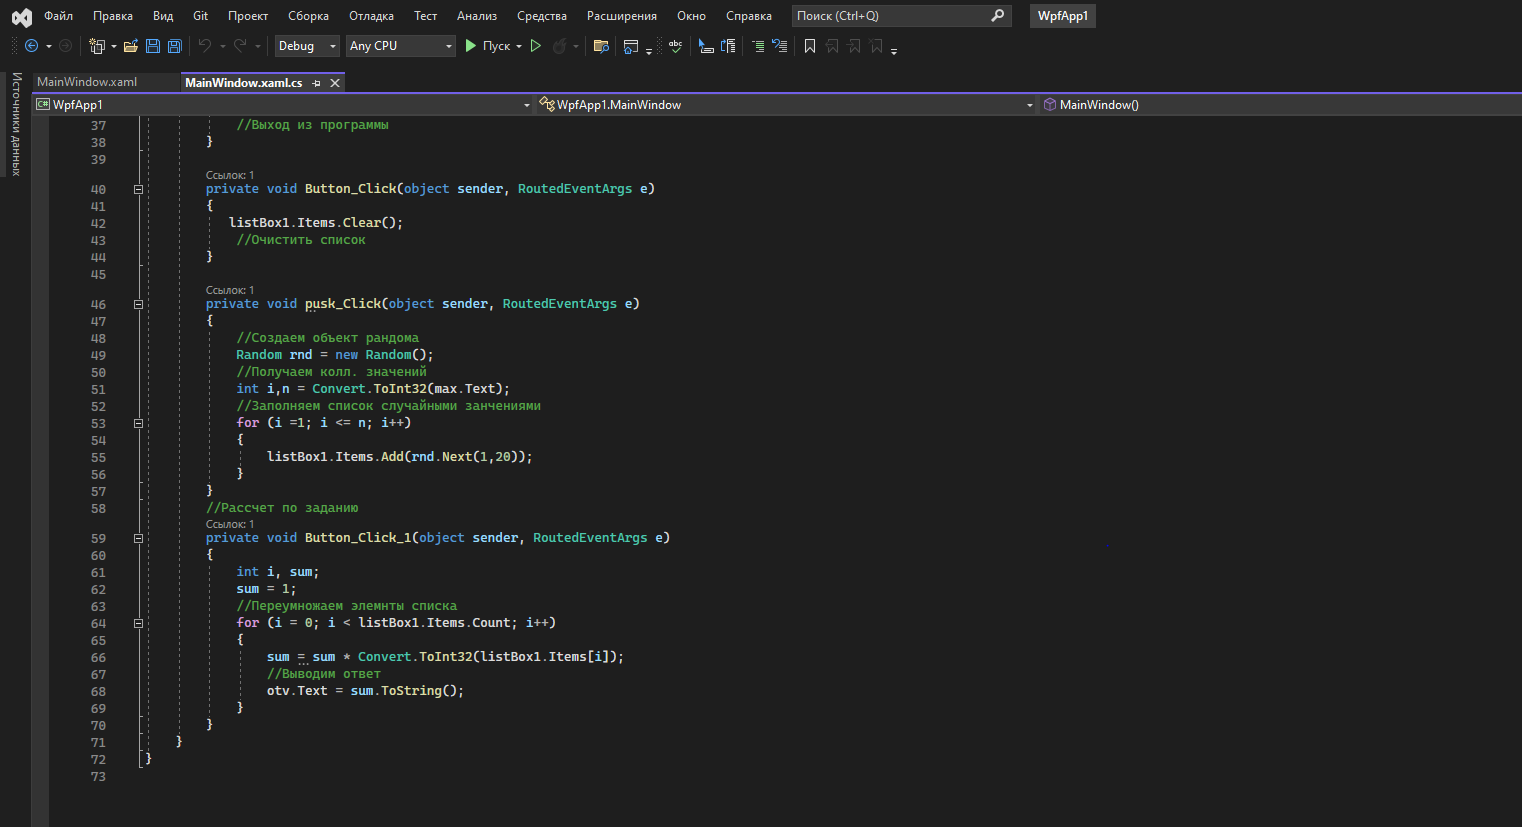 Файл Правка Вид Git Проект Сборка Отладка Тест Анализ Средства Расширения Окно Справка Поиск (Ctrl+Q) WpfApp1
Debug Any CPU Пуск abc
Источники данных
MainWindow.xaml MainWindow.xaml.cs
C# WpfApp1 WpfApp1.MainWindow MainWindow()
37 //Выход из программы
38 }
39
Ссылок: 1
40 private void Button_Click(object sender, RoutedEventArgs e)
41 {
42 listBox1.Items.Clear();
43 //Очистить список
44 }
45
Ссылок: 1
46 private void pusk_Click(object sender, RoutedEventArgs e)
47 {
48 //Создаем объект рандома
49 Random rnd = new Random();
50 //Получаем колл. значений
51 int i,n = Convert.ToInt32(max.Text);
52 //Заполняем список случайными занчениями
53 for (i =1; i <= n; i++)
54 {
55 listBox1.Items.Add(rnd.Next(1,20));
56 }
57 }
58 //Рассчет по заданию
Ссылок: 1
59 private void Button_Click_1(object sender, RoutedEventArgs e)
60 {
61 int i, sum;
62 sum = 1;
63 //Переумножаем элемнты списка
64 for (i = 0; i < listBox1.Items.Count; i++)
65 {
66 sum = sum * Convert.ToInt32(listBox1.Items[i]);
67 //Выводим ответ
68 otv.Text = sum.ToString();
69 }
70 }
71 }
72 }
73